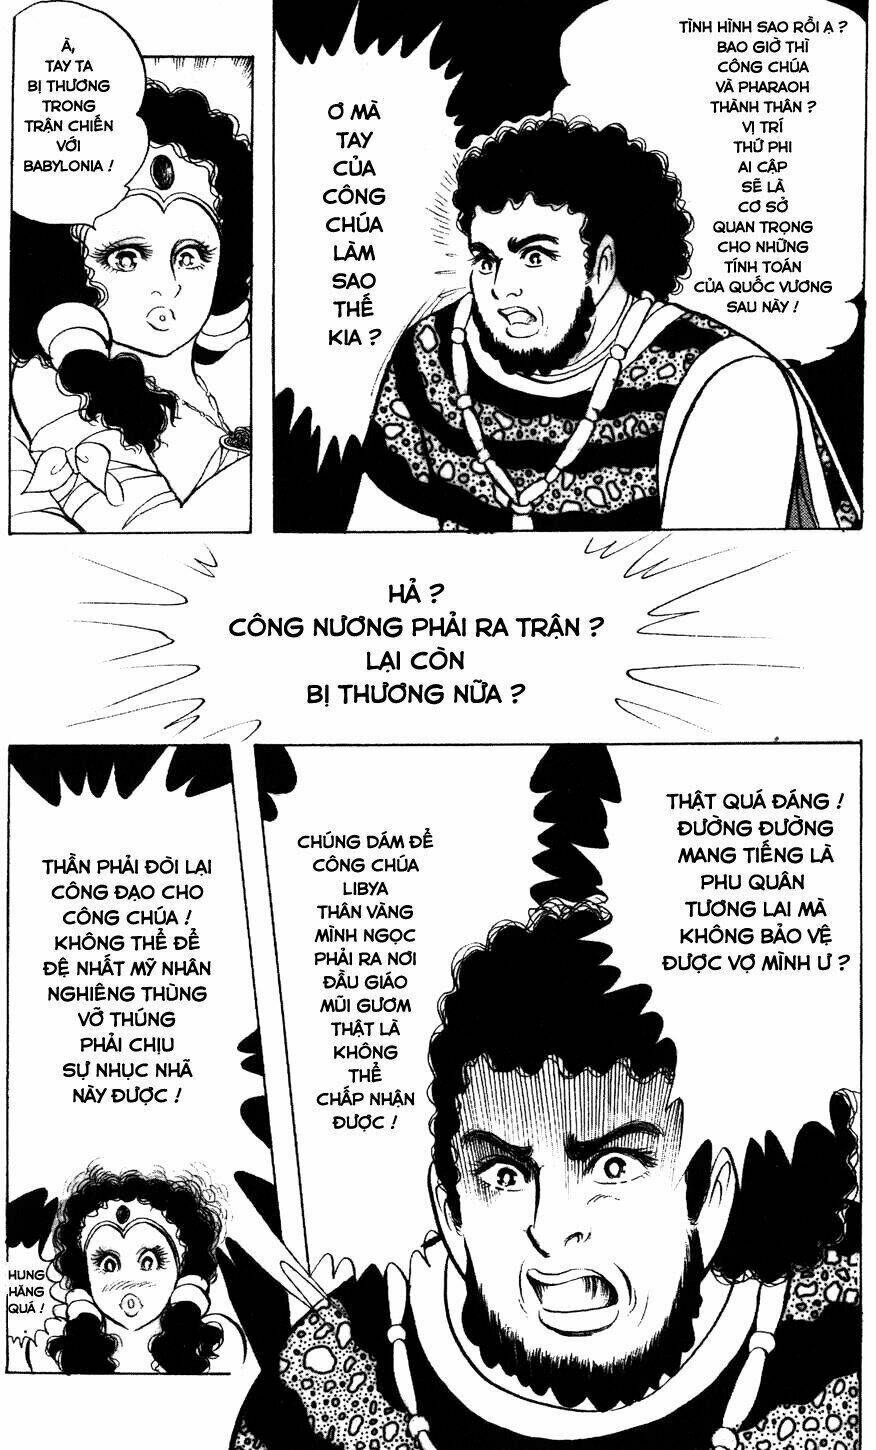 TÌNH HÌNH SAO RỒI Ạ ?
BAO GIỜ THÌ
CÔNG CHÚA
VÀ PHARAOH
THÀNH THÂN ?
VỊ TRÍ
THỨ PHI
AI CẬP
SẼ LÀ
CƠ SỞ
QUAN TRỌNG
CHO NHỮNG
TÍNH TOÁN
CỦA QUỐC VƯƠNG
SAU NÀY !
Ơ MÀ
TAY
CỦA
CÔNG
CHÚA
LÀM
SAO
THẾ
KIA ?
À,
TAY TA
BỊ THƯƠNG
TRONG
TRẬN CHIẾN
VỚI
BABYLONIA !
HẢ ?
CÔNG NƯƠNG PHẢI RA TRẬN ?
LẠI CÒN
BỊ THƯƠNG NỮA ?
THẬT QUÁ ĐÁNG !
ĐƯỜNG ĐƯỜNG
MANG TIẾNG LÀ
PHU QUÂN
TƯƠNG LAI MÀ
KHÔNG BẢO VỆ
ĐƯỢC VỢ MÌNH Ư ?
CHÚNG DÁM ĐỂ
CÔNG CHÚA
LIBYA
THÂN VÀNG
MÌNH NGỌC
PHẢI RA NƠI
ĐẦU GIÁO
MŨI GƯƠM
THẬT LÀ
KHÔNG
THỂ
CHẤP NHẬN
ĐƯỢC !
THẦN PHẢI ĐÒI LẠI
CÔNG ĐẠO CHO
CÔNG CHÚA !
KHÔNG THỂ ĐỂ
ĐỆ NHẤT MỸ NHÂN
NGHIÊNG THÙNG
VỠ THÚNG
PHẢI CHỊU
SỰ NHỤC NHÃ
NÀY ĐƯỢC !
HUNG
HĂNG
QUÁ !